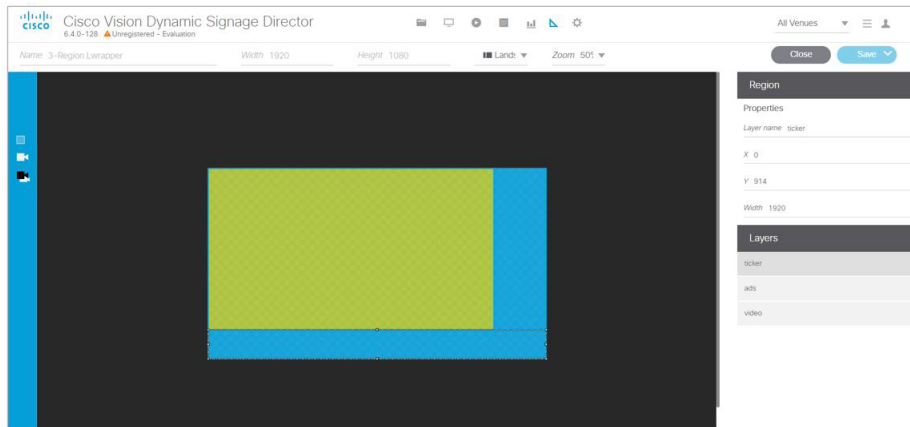 CISCO
Cisco Vision Dynamic Signage Director
6.4.0-128 Unregistered - Evaluation
All Venues
Name 3-Region Lwrapper
Width 1920
Height 1080
Lands
Zoom 50%
Close
Save
Region
Properties
Layer name ticker
X 0
Y 914
Width 1920
Layers
ticker
ads
video